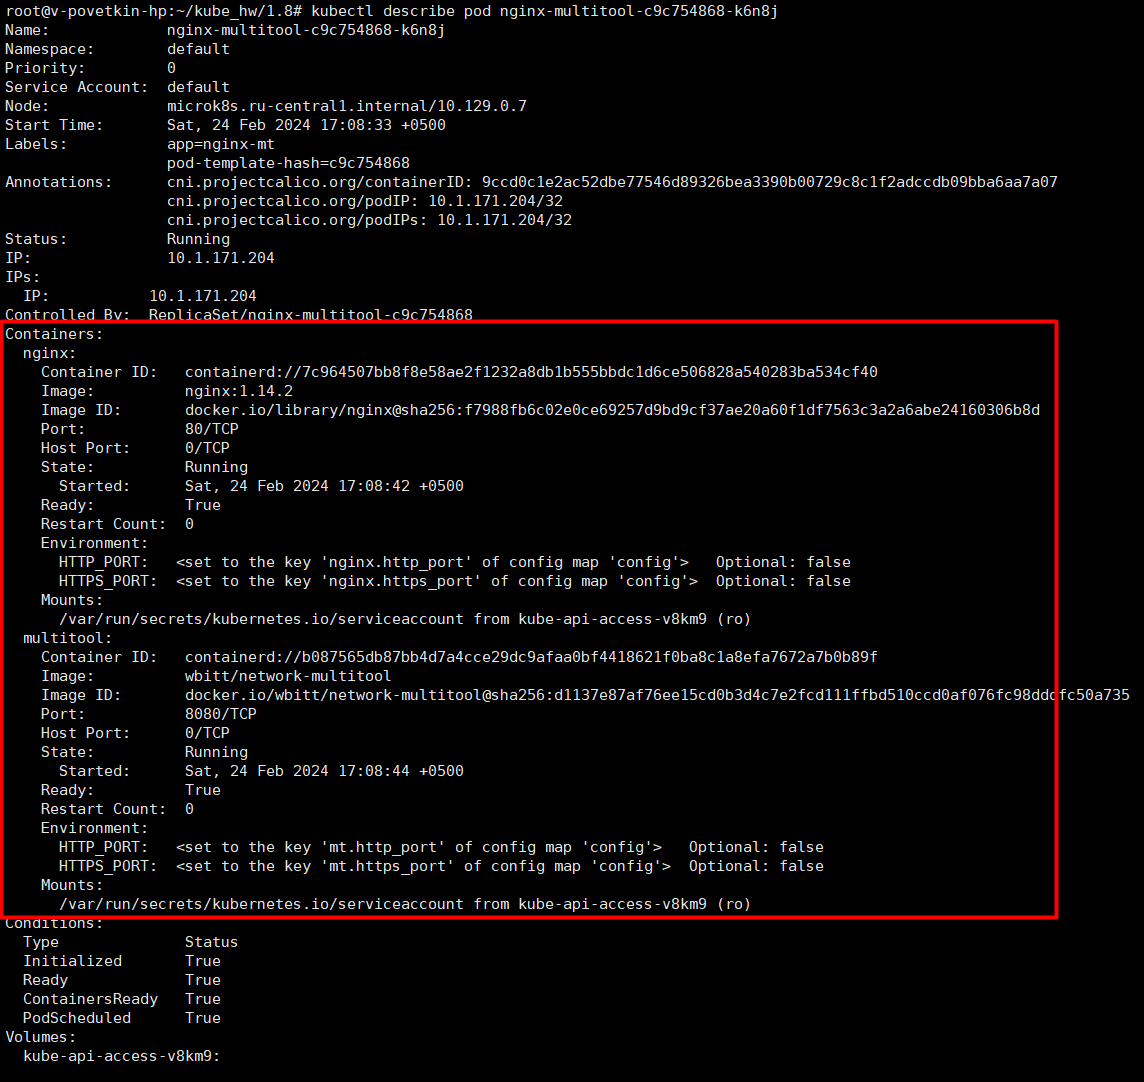 root@v-povetkin-hp:~/kube_hw/1.8# kubectl describe pod nginx-multitool-c9c754868-k6n8j
Name:             nginx-multitool-c9c754868-k6n8j
Namespace:        default
Priority:         0
Service Account:  default
Node:             microk8s.ru-central1.internal/10.129.0.7
Start Time:       Sat, 24 Feb 2024 17:08:33 +0500
Labels:           app=nginx-mt
                  pod-template-hash=c9c754868
Annotations:      cni.projectcalico.org/containerID: 9ccd0c1e2ac52dbe77546d89326bea3390b00729c8c1f2adccdb09bba6aa7a07
                  cni.projectcalico.org/podIP: 10.1.171.204/32
                  cni.projectcalico.org/podIPs: 10.1.171.204/32
Status:           Running
IP:               10.1.171.204
IPs:
  IP:           10.1.171.204
Controlled By:  ReplicaSet/nginx-multitool-c9c754868
Containers:
  nginx:
    Container ID:   containerd://7c964507bb8f8e58ae2f1232a8db1b555bbdc1d6ce506828a540283ba534cf40
    Image:          nginx:1.14.2
    Image ID:       docker.io/library/nginx@sha256:f7988fb6c02e0ce69257d9bd9cf37ae20a60f1df7563c3a2a6abe24160306b8d
    Port:           80/TCP
    Host Port:      0/TCP
    State:          Running
      Started:      Sat, 24 Feb 2024 17:08:42 +0500
    Ready:          True
    Restart Count:  0
    Environment:
      HTTP_PORT:   <set to the key 'nginx.http_port' of config map 'config'>   Optional: false
      HTTPS_PORT:  <set to the key 'nginx.https_port' of config map 'config'>  Optional: false
    Mounts:
      /var/run/secrets/kubernetes.io/serviceaccount from kube-api-access-v8km9 (ro)
  multitool:
    Container ID:   containerd://b087565db87bb4d7a4cce29dc9afaa0bf4418621f0ba8c1a8efa7672a7b0b89f
    Image:          wbitt/network-multitool
    Image ID:       docker.io/wbitt/network-multitool@sha256:d1137e87af76ee15cd0b3d4c7e2fcd111ffbd510ccd0af076fc98dddfc50a735
    Port:           8080/TCP
    Host Port:      0/TCP
    State:          Running
      Started:      Sat, 24 Feb 2024 17:08:44 +0500
    Ready:          True
    Restart Count:  0
    Environment:
      HTTP_PORT:   <set to the key 'mt.http_port' of config map 'config'>   Optional: false
      HTTPS_PORT:  <set to the key 'mt.https_port' of config map 'config'>  Optional: false
    Mounts:
      /var/run/secrets/kubernetes.io/serviceaccount from kube-api-access-v8km9 (ro)
Conditions:
  Type              Status
  Initialized       True
  Ready             True
  ContainersReady   True
  PodScheduled      True
Volumes:
  kube-api-access-v8km9: